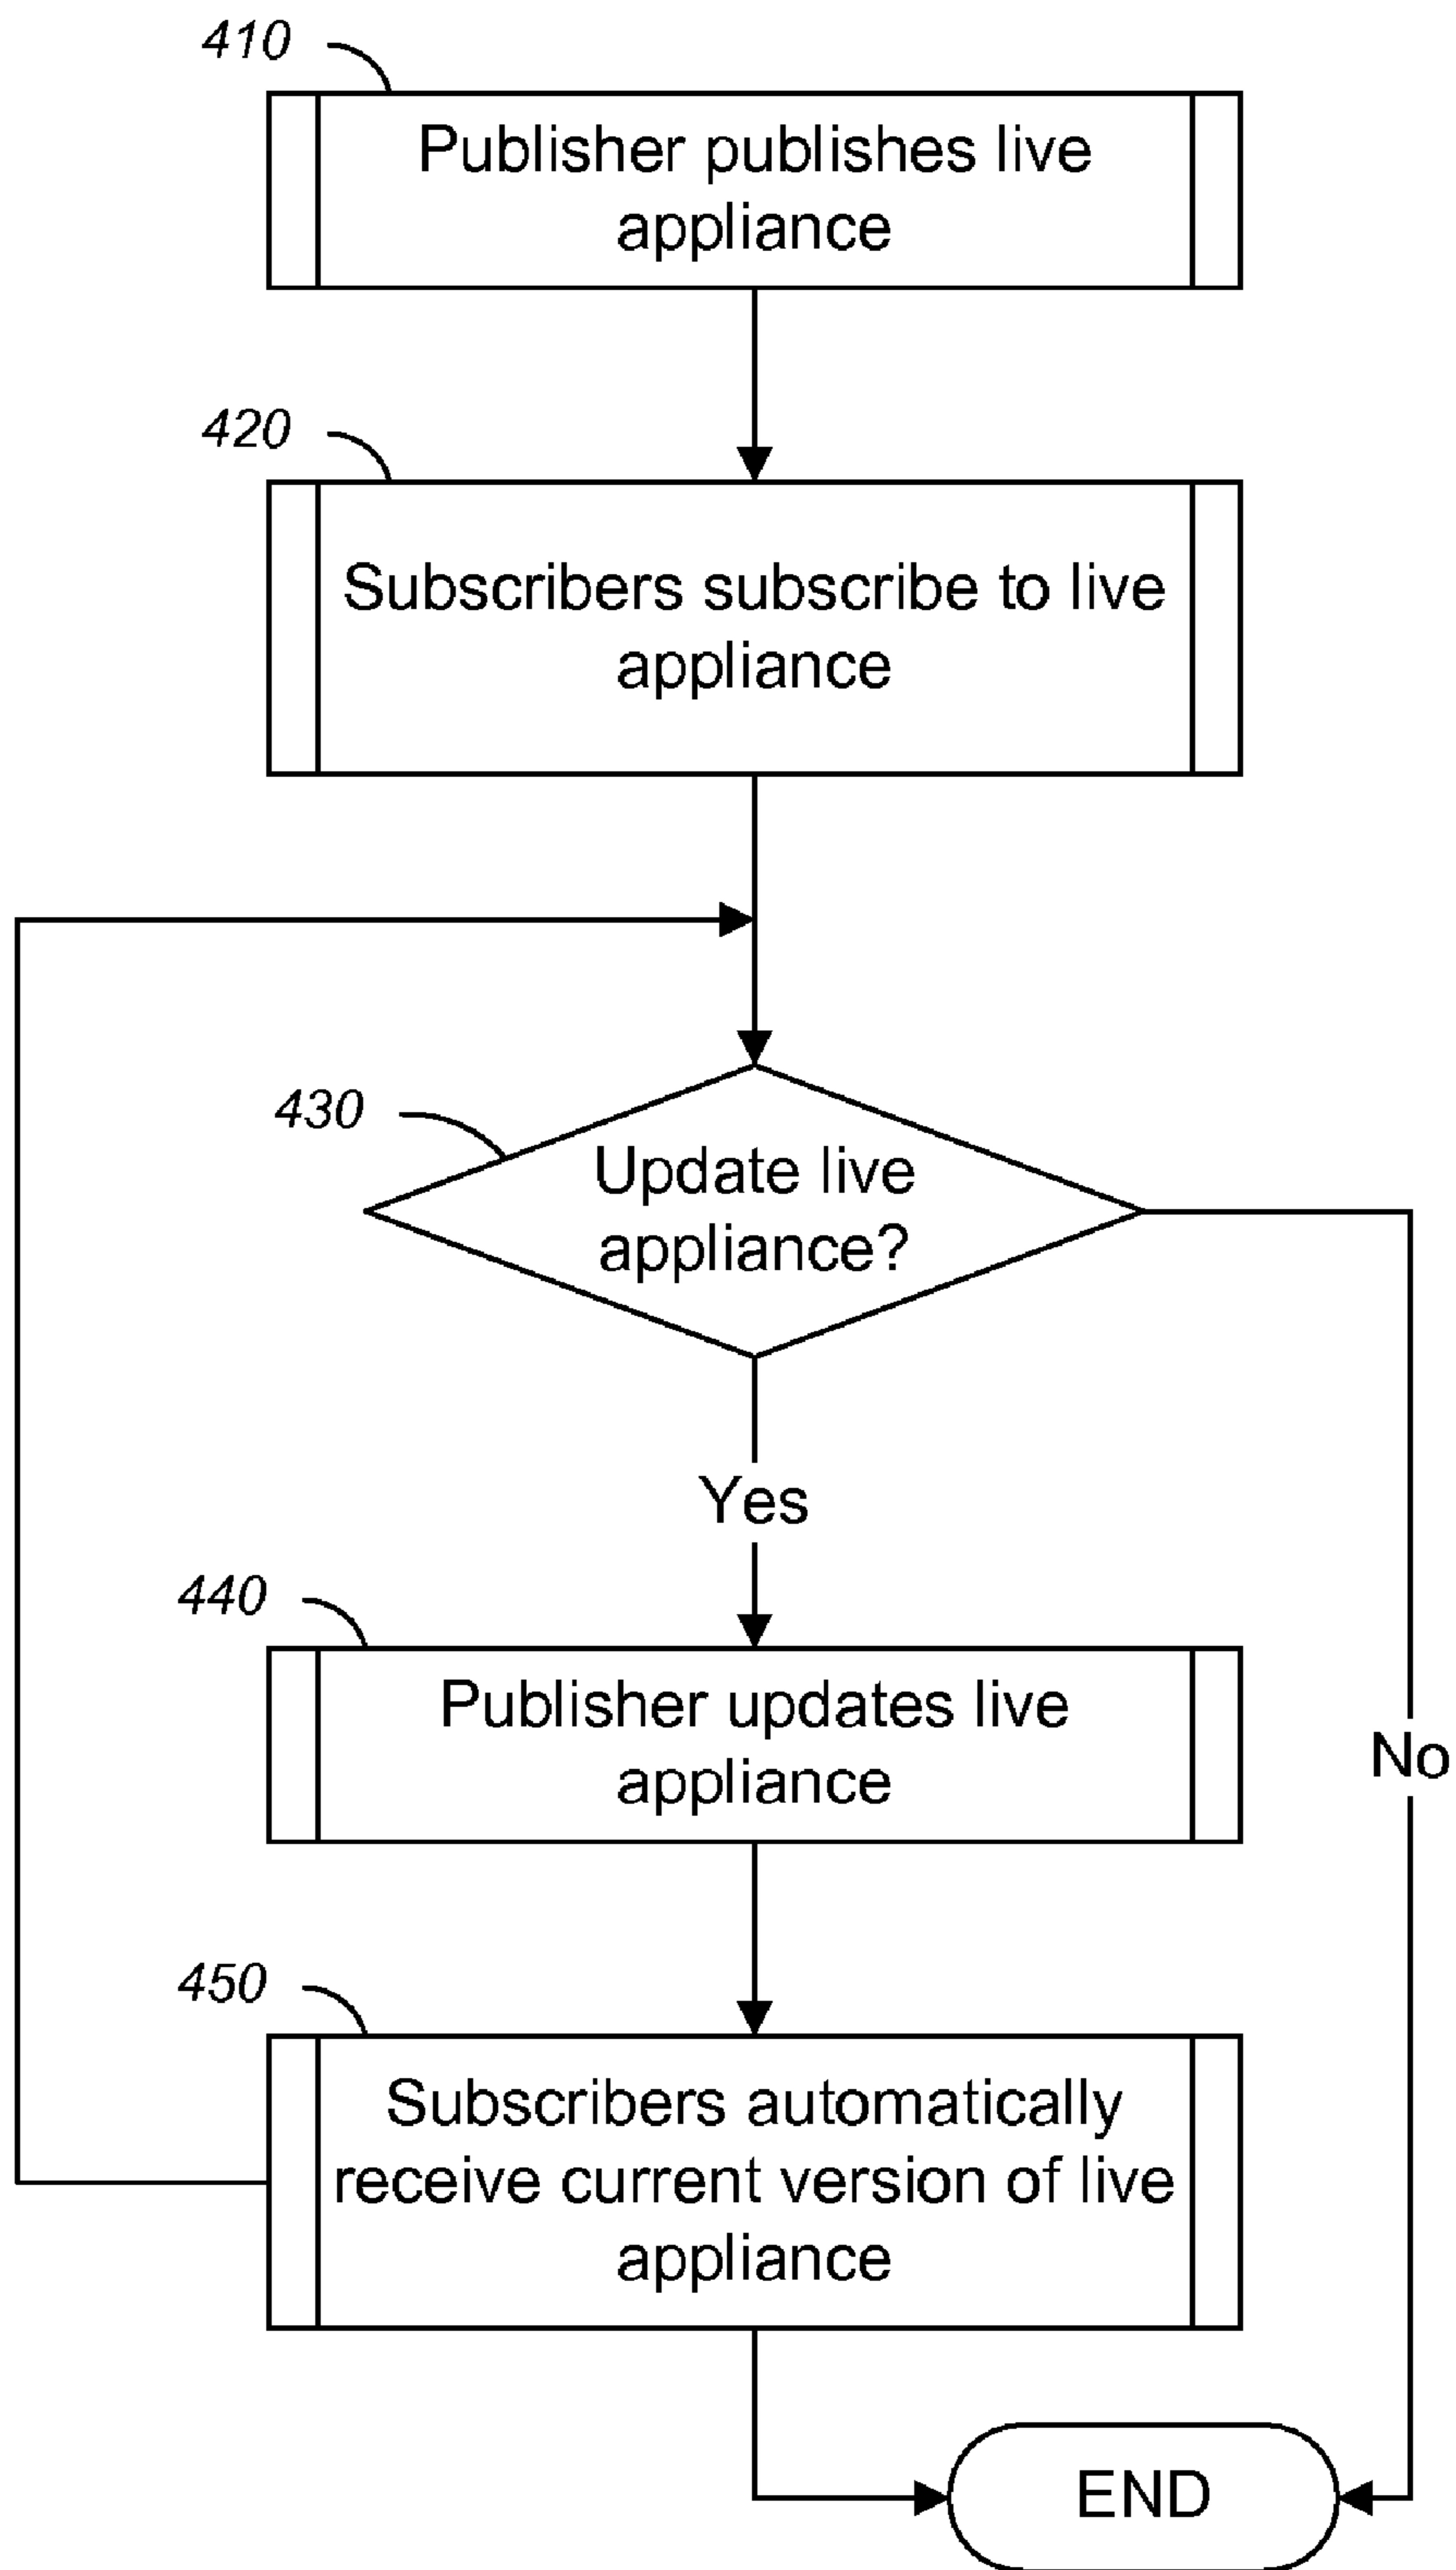 410
Publisher publishes live
appliance
420
Subscribers subscribe to live
appliance
430
Update live
appliance?
Yes
440
Publisher updates live
appliance
No
450
Subscribers automatically
receive current version of live
appliance
END